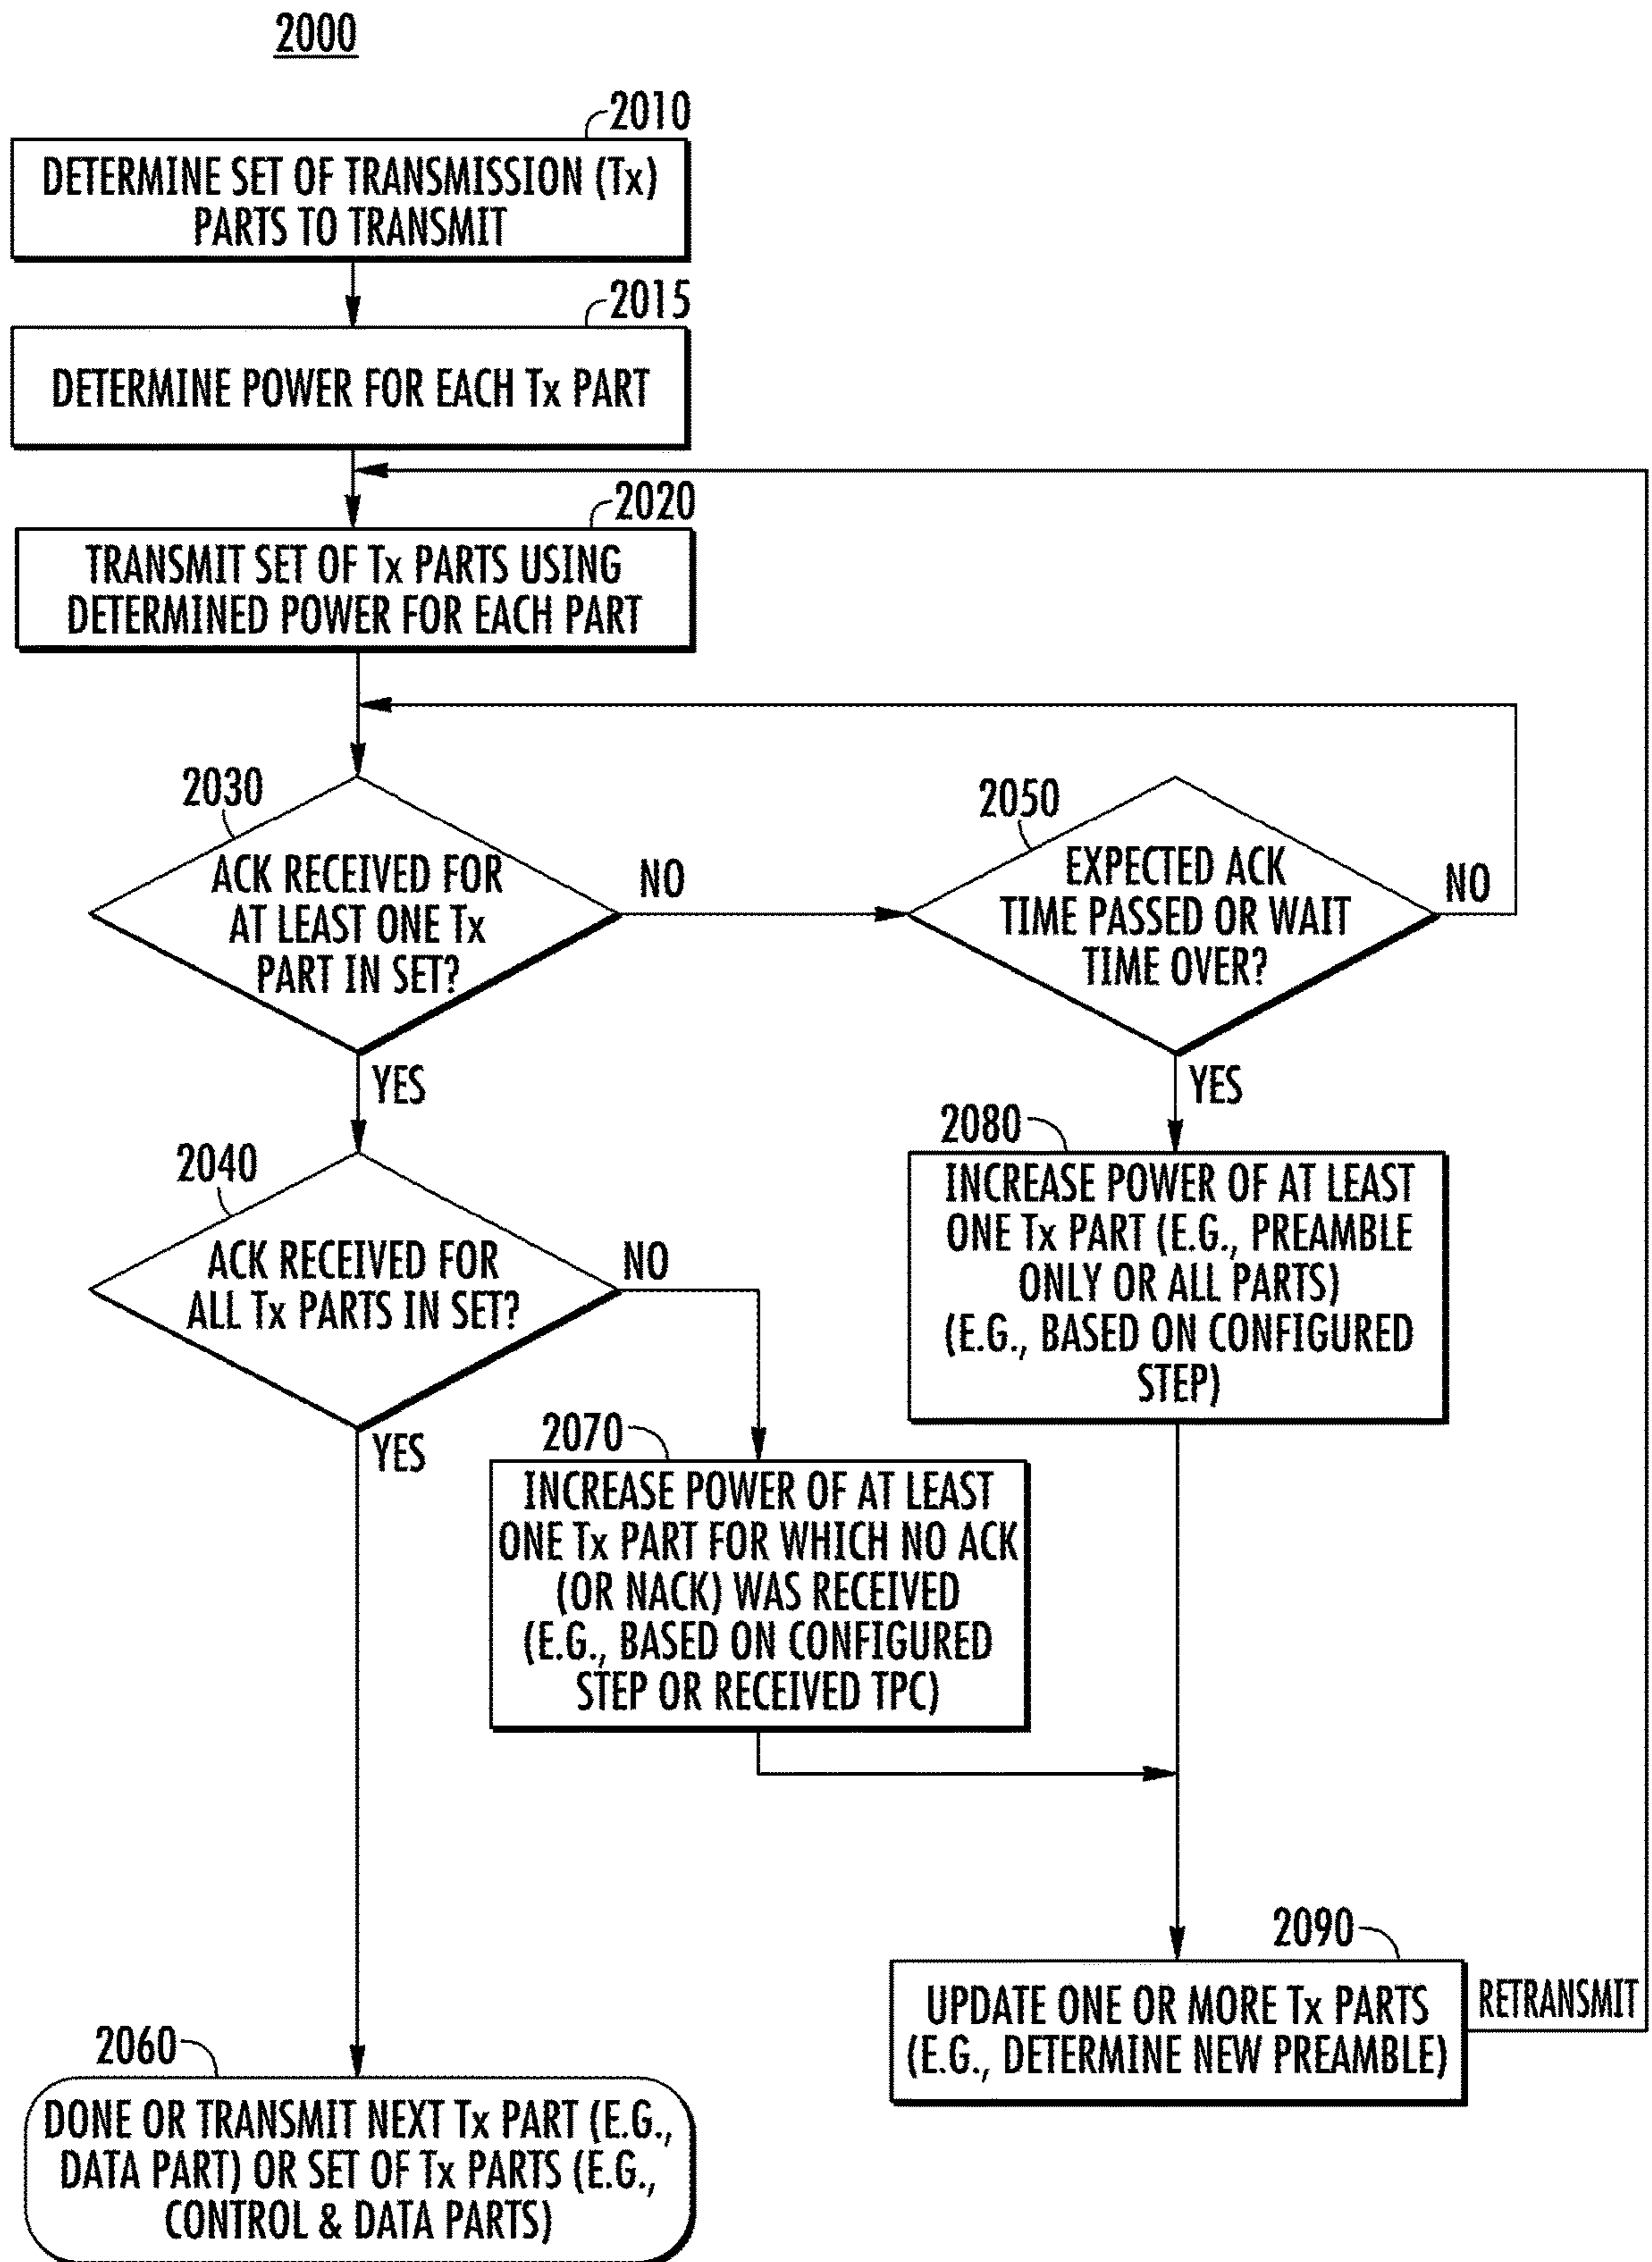 2000
2010
DETERMINE SET OF TRANSMISSION (Tx)
PARTS TO TRANSMIT
2015
DETERMINE POWER FOR EACH Tx PART
2020
TRANSMIT SET OF Tx PARTS USING
DETERMINED POWER FOR EACH PART
2030
ACK RECEIVED FOR
AT LEAST ONE Tx
PART IN SET?
NO
2050
EXPECTED ACK
TIME PASSED OR WAIT
TIME OVER?
NO
YES
YES
2040
ACK RECEIVED FOR
ALL Tx PARTS IN SET?
NO
YES
2080
INCREASE POWER OF AT LEAST
ONE Tx PART (E.G., PREAMBLE
ONLY OR ALL PARTS)
(E.G., BASED ON CONFIGURED
STEP)
2070
INCREASE POWER OF AT LEAST
ONE Tx PART FOR WHICH NO ACK
(OR NACK) WAS RECEIVED
(E.G., BASED ON CONFIGURED
STEP OR RECEIVED TPC)
2090
UPDATE ONE OR MORE Tx PARTS
(E.G., DETERMINE NEW PREAMBLE)
RETRANSMIT
2060
DONE OR TRANSMIT NEXT Tx PART (E.G.,
DATA PART) OR SET OF Tx PARTS (E.G.,
CONTROL & DATA PARTS)